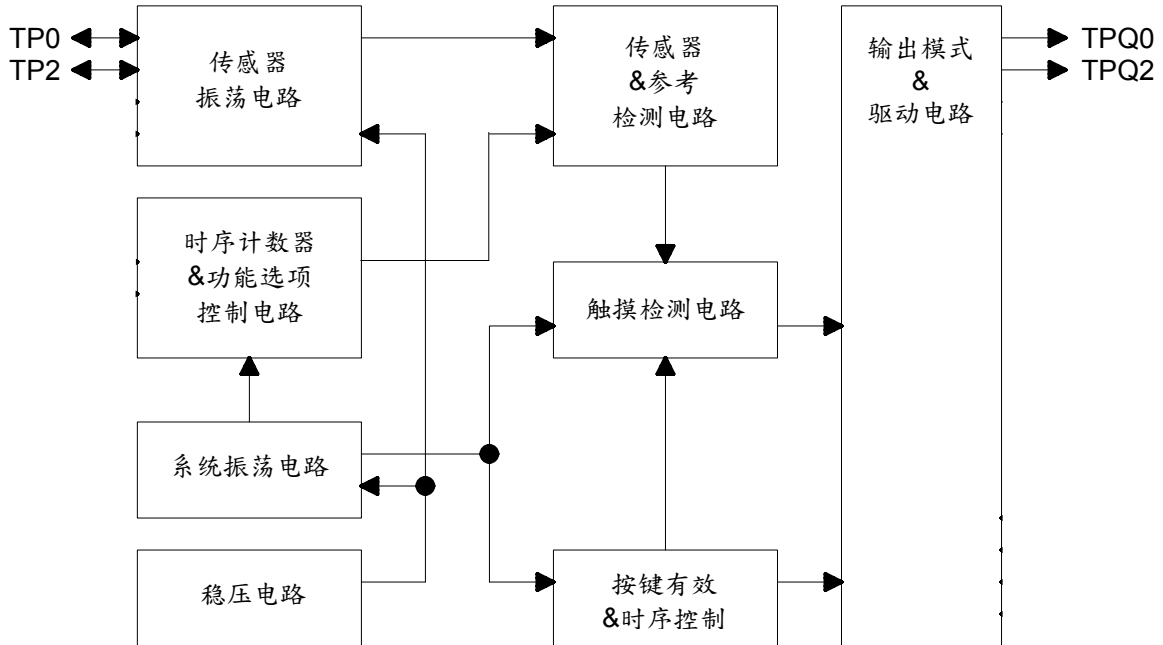 TP0
TP2
传感器
振荡电路
传感器
&参考
检测电路
输出模式
&
驱动电路
TPQ0
TPQ2
时序计数器
&功能选项
控制电路
触摸检测电路
系统振荡电路
稳压电路
按键有效
&时序控制